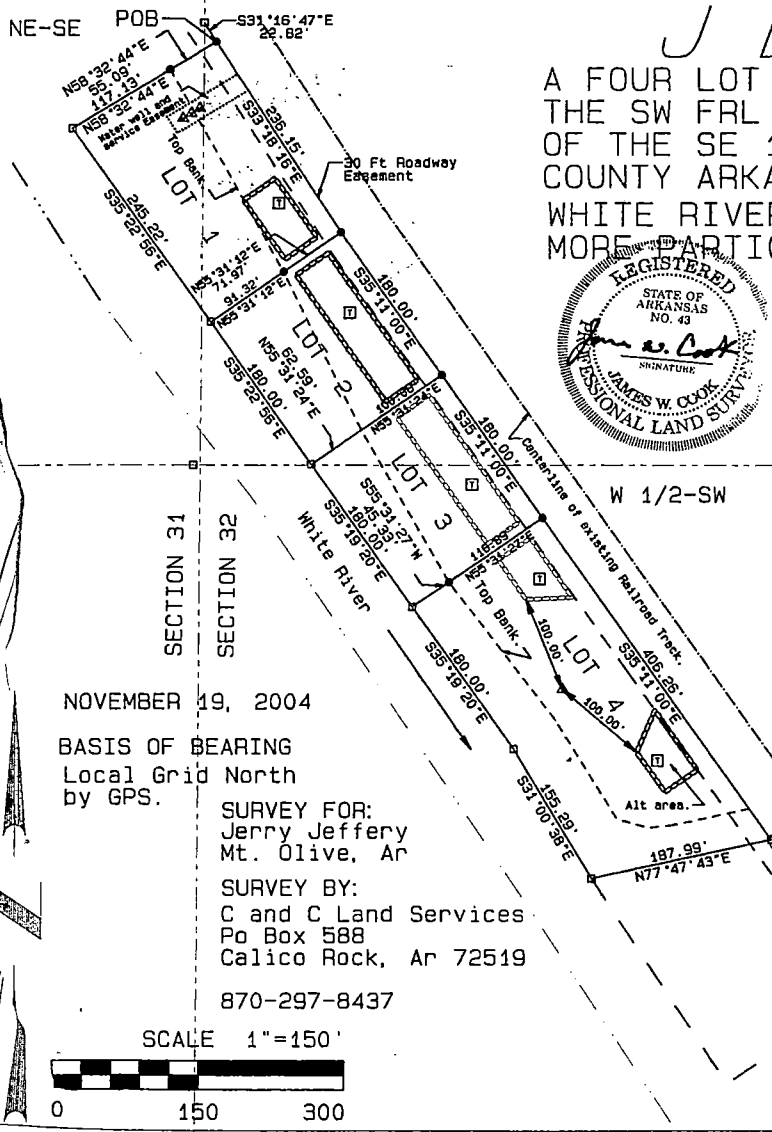 NE-SE
POB
S31°16'47"E
22.82'
N58°32'44"E
55.09'
117.13'
N58°32'44"E
Water well and
Service Easement
Top Bank
236.15'
S33°18'16"E
30 Ft Roadway
Easement
LOT 1
245.22'
S35°22'56"E
N55°31'12"E
71.97'
91.32'
N55°31'12"E
T
180.00'
S35°11'00"E
T
LOT 2
62.59'
N55°31'24"E
180.00'
S35°22'56"E
N55°31'24"E
180.00'
S35°11'00"E
LOT 3
T
S55°31'27"W
45.33'
180.00'
S35°19'20"E
N55°31'27"E
Centerline of existing Railroad Track.
W 1/2-SW
White River
Top Bank.
T
LOT 4
100.00'
100.00'
406.26'
S35°11'00"E
180.00'
S35°19'20"E
T
Alt area.
155.29'
S31°00'38"E
187.99'
N77°47'43"E
SECTION 31
SECTION 32
A FOUR LOT
THE SW FRL
OF THE SE
COUNTY ARKA
WHITE RIVER
MORE PARTIC
REGISTERED
STATE OF
ARKANSAS
NO. 43
James W. Cook
SIGNATURE
JAMES W. COOK
PROFESSIONAL LAND SURVEYOR
NOVEMBER 19, 2004
BASIS OF BEARING
Local Grid North
by GPS.
SURVEY FOR:
Jerry Jeffery
Mt. Olive, Ar
SURVEY BY:
C and C Land Services
Po Box 588
Calico Rock, Ar 72519
870-297-8437
SCALE 1"=150'
0 150 300